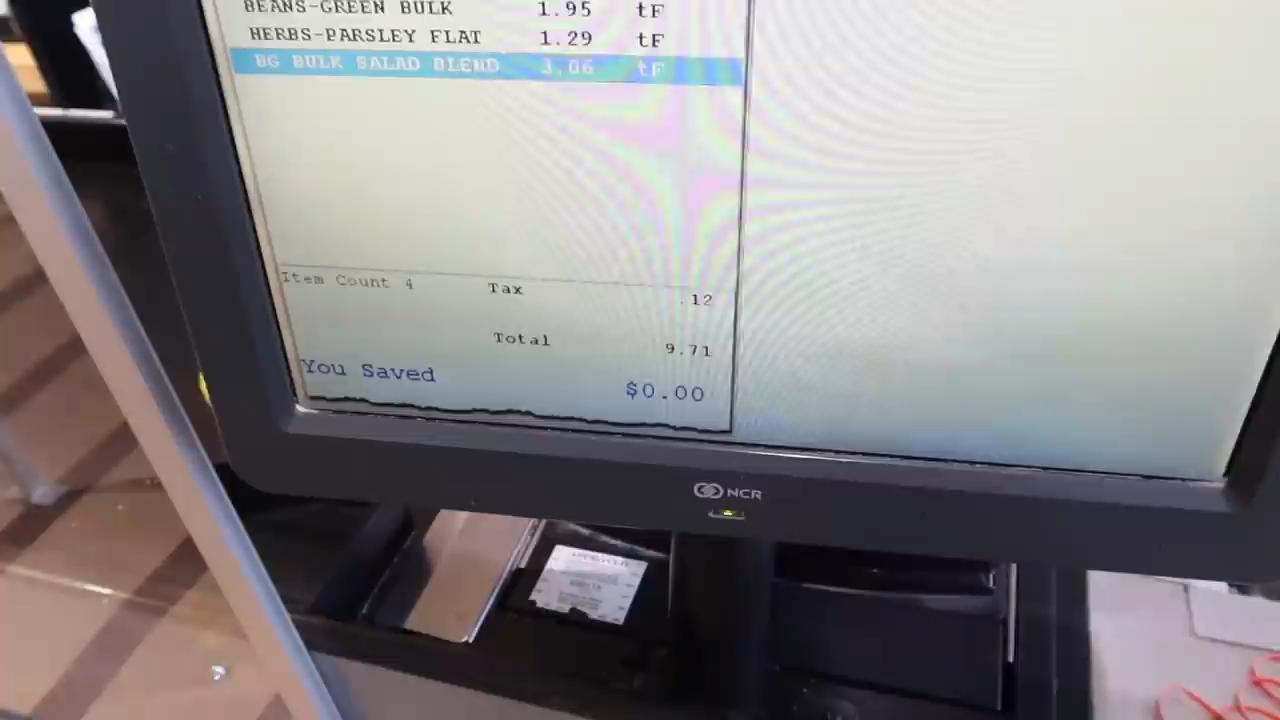 BEANS-GREEN BULK 1.95 tF
HERBS-PARSLEY FLAT 1.29 tF
BG BULK SALAD BLEND 3.06 tF
Item Count 4 Tax .12
Total 9.71
You Saved $0.00
NCR